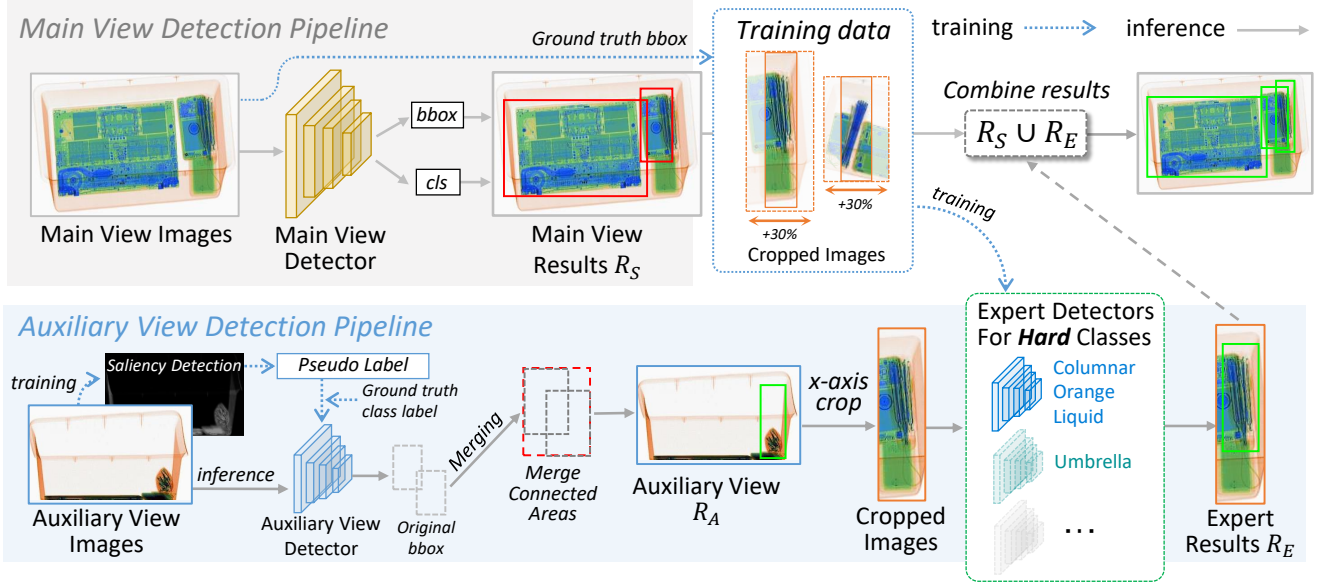 Main View Detection Pipeline
Ground truth bbox
Main View Images
Main View
Detector
bbox
cls
Main View
Results R_S
Training data
+30%
+30%
Cropped Images
training
inference
Combine results
R_S ∪ R_E
training
Auxiliary View Detection Pipeline
training
Saliency Detection
Pseudo Label
Ground truth
class label
Auxiliary View
Images
inference
Auxiliary View
Detector
Original
bbox
Merging
Merge
Connected
Areas
Auxiliary View
R_A
x-axis
crop
Cropped
Images
Expert Detectors
For Hard Classes
Columnar
Orange
Liquid
Umbrella
...
Expert
Results R_E